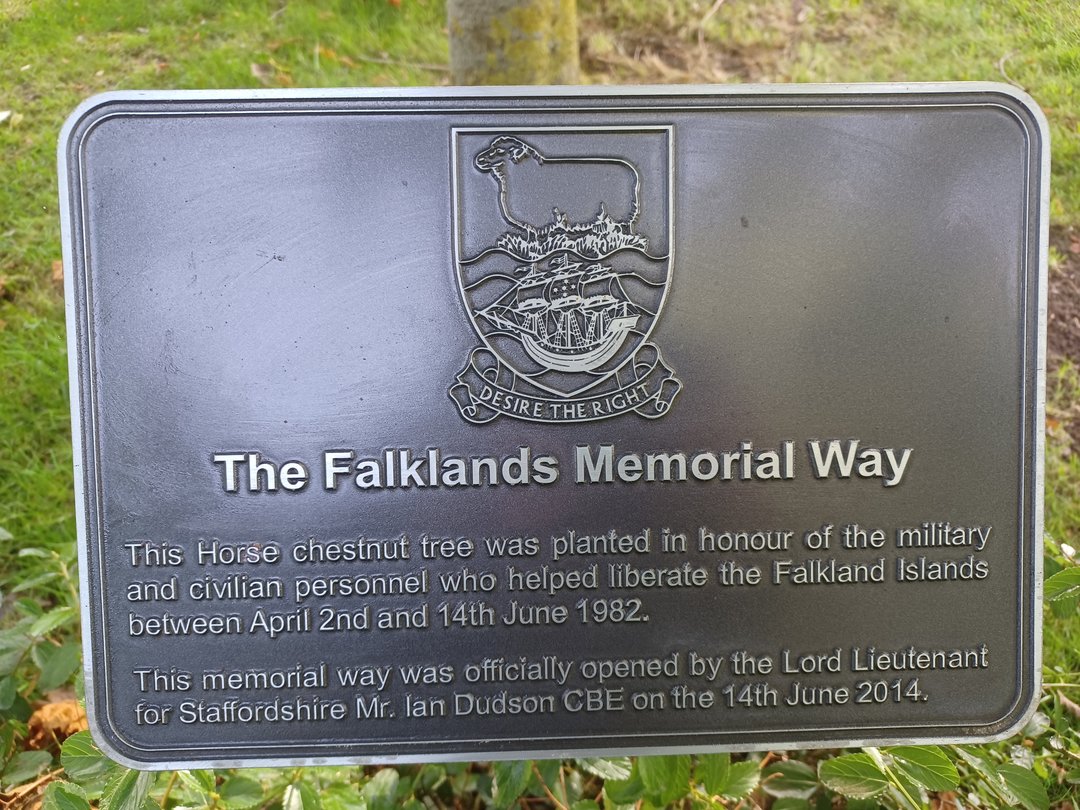 DESIRE THE RIGHT
The Falklands Memorial Way
This Horse chestnut tree was planted in honour of the military
and civilian personnel who helped liberate the Falkland Islands
between April 2nd and 14th June 1982.
This memorial way was officially opened by the Lord Lieutenant
for Staffordshire Mr. Ian Dudson CBE on the 14th June 2014.